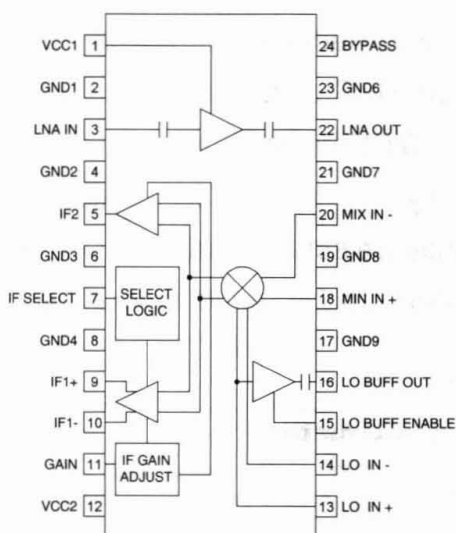 VCC1 1
GND1 2
LNA IN 3
GND2 4
IF2 5
GND3 6
IF SELECT 7
GND4 8
IF1+ 9
IF1- 10
GAIN 11
VCC2 12
SELECT
LOGIC
IF GAIN
ADJUST
24 BYPASS
23 GND6
22 LNA OUT
21 GND7
20 MIX IN -
19 GND8
18 MIN IN +
17 GND9
16 LO BUFF OUT
15 LO BUFF ENABLE
14 LO IN -
13 LO IN +